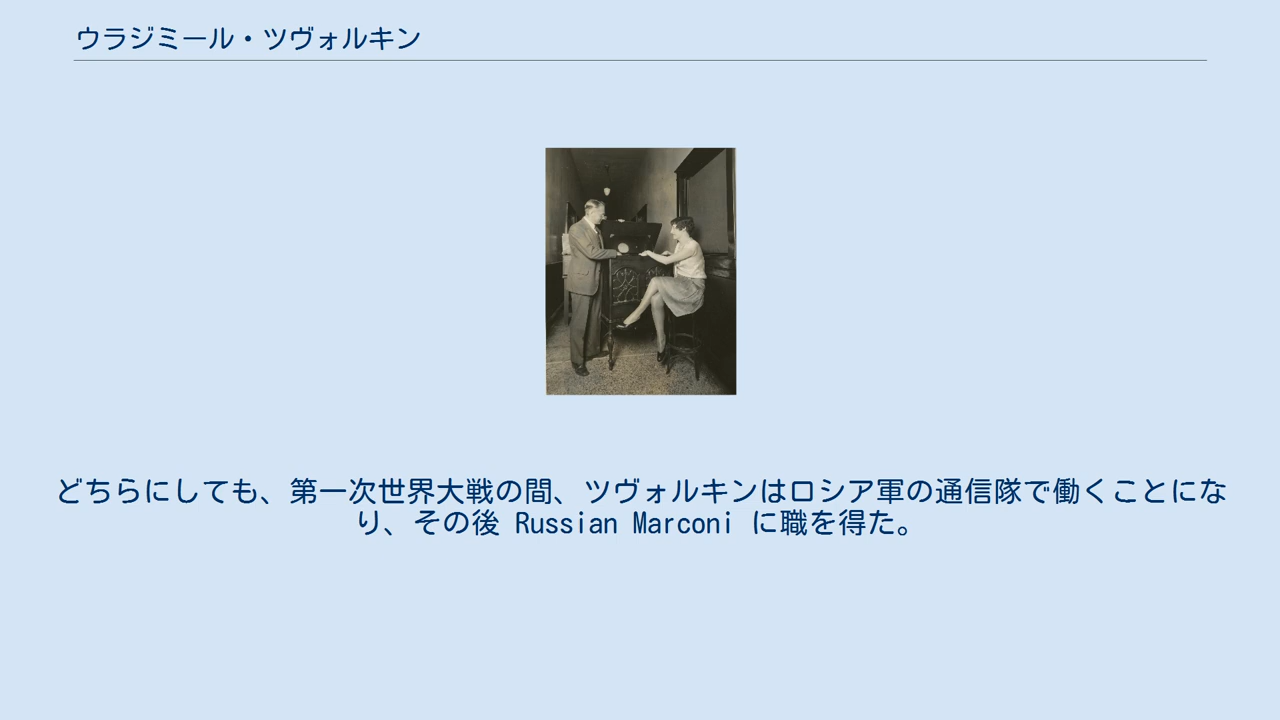 ウラジミール・ツヴォルキン
どちらにしても、第一次世界大戦の間、ツヴォルキンはロシア軍の通信隊で働くことにな
り、その後 Russian Marconi に職を得た。